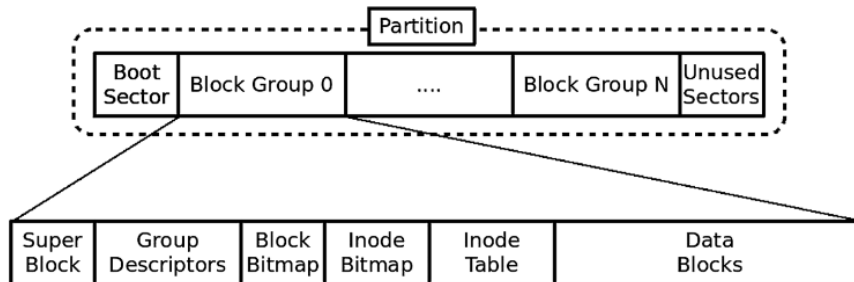 Partition
Boot
Sector
Block Group 0
....
Block Group N
Unused
Sectors
Super
Block
Group
Descriptors
Block
Bitmap
Inode
Bitmap
Inode
Table
Data
Blocks